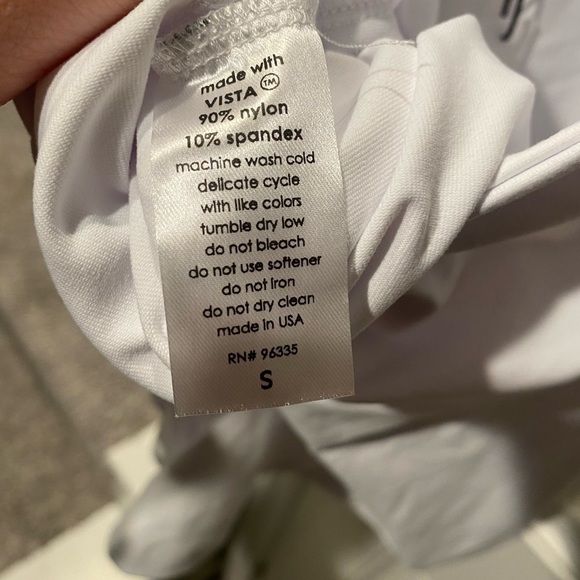 made with
VISTA™
90% nylon
10% spandex
machine wash cold
delicate cycle
with like colors
tumble dry low
do not bleach
do not use softener
do not iron
do not dry clean
made in USA
RN# 96335
S